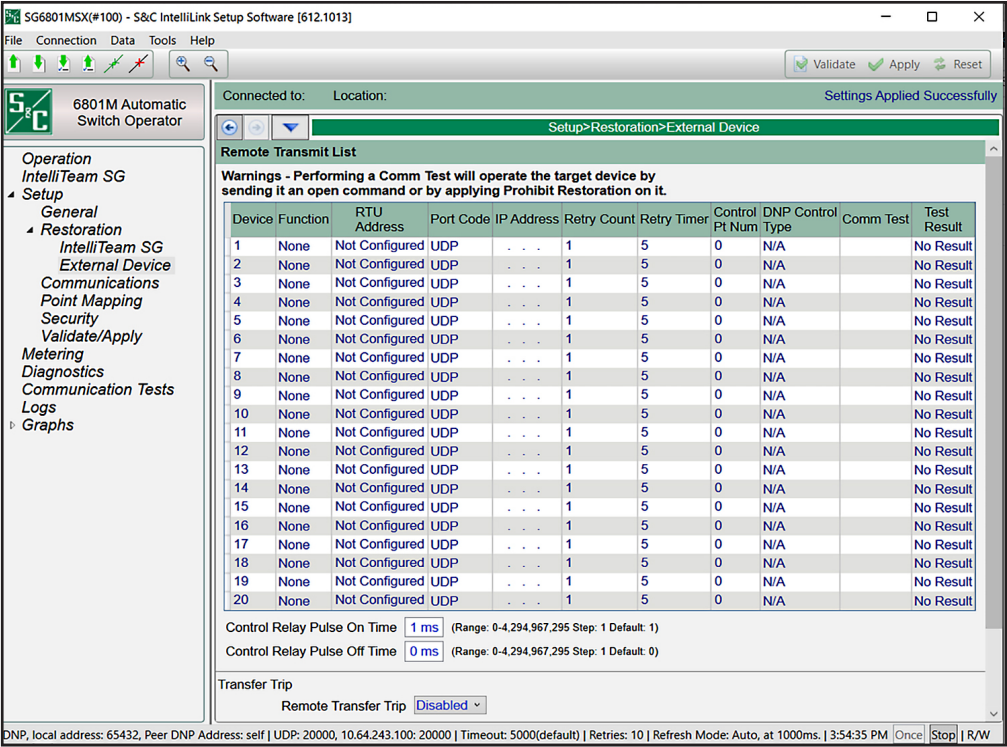 SG6801MSX(#100) - S&C IntelliLink Setup Software [612.1013]
File Connection Data Tools Help
Validate Apply Reset
S&C
6801M Automatic
Switch Operator
Connected to: Location: Settings Applied Successfully
Setup>Restoration>External Device
Operation
IntelliTeam SG
Setup
General
Restoration
IntelliTeam SG
External Device
Communications
Point Mapping
Security
Validate/Apply
Metering
Diagnostics
Communication Tests
Logs
Graphs
Remote Transmit List
Warnings - Performing a Comm Test will operate the target device by
sending it an open command or by applying Prohibit Restoration on it.
Device Function RTU Address Port Code IP Address Retry Count Retry Timer Control Pt Num DNP Control Type Comm Test Test Result
1 None Not Configured UDP . . . 1 5 0 N/A No Result
2 None Not Configured UDP . . . 1 5 0 N/A No Result
3 None Not Configured UDP . . . 1 5 0 N/A No Result
4 None Not Configured UDP . . . 1 5 0 N/A No Result
5 None Not Configured UDP . . . 1 5 0 N/A No Result
6 None Not Configured UDP . . . 1 5 0 N/A No Result
7 None Not Configured UDP . . . 1 5 0 N/A No Result
8 None Not Configured UDP . . . 1 5 0 N/A No Result
9 None Not Configured UDP . . . 1 5 0 N/A No Result
10 None Not Configured UDP . . . 1 5 0 N/A No Result
11 None Not Configured UDP . . . 1 5 0 N/A No Result
12 None Not Configured UDP . . . 1 5 0 N/A No Result
13 None Not Configured UDP . . . 1 5 0 N/A No Result
14 None Not Configured UDP . . . 1 5 0 N/A No Result
15 None Not Configured UDP . . . 1 5 0 N/A No Result
16 None Not Configured UDP . . . 1 5 0 N/A No Result
17 None Not Configured UDP . . . 1 5 0 N/A No Result
18 None Not Configured UDP . . . 1 5 0 N/A No Result
19 None Not Configured UDP . . . 1 5 0 N/A No Result
20 None Not Configured UDP . . . 1 5 0 N/A No Result
Control Relay Pulse On Time 1 ms (Range: 0-4,294,967,295 Step: 1 Default: 1)
Control Relay Pulse Off Time 0 ms (Range: 0-4,294,967,295 Step: 1 Default: 0)
Transfer Trip
Remote Transfer Trip Disabled
DNP, local address: 65432, Peer DNP Address: self | UDP: 20000, 10.64.243.100: 20000 | Timeout: 5000(default) | Retries: 10 | Refresh Mode: Auto, at 1000ms. | 3:54:35 PM Once Stop | R/W